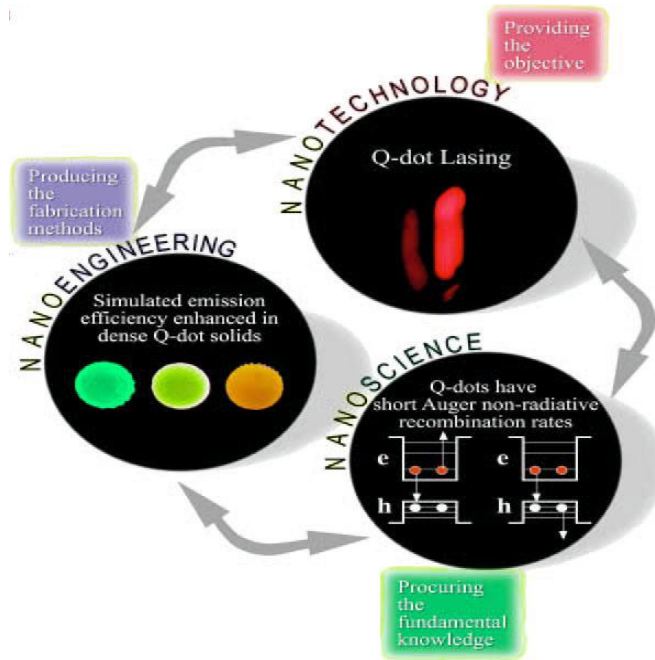 Providing
the
objective
NANOTECHNOLOGY
Q-dot Lasing
Producing
the
fabrication
methods
NANOENGINEERING
Simulated emission
efficiency enhanced in
dense Q-dot solids
NANOSCIENCE
Q-dots have
short Auger non-radiative
recombination rates
e e
h h
Procuring
the
fundamental
knowledge